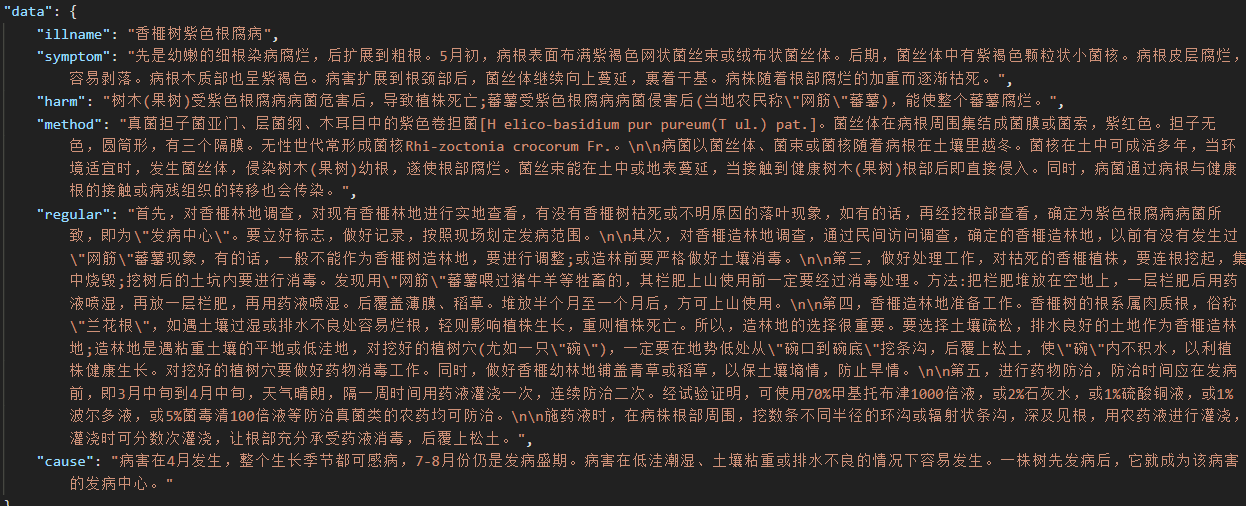 "data": {
"illname": "香榧树紫色根腐病",
"symptom": "先是幼嫩的细根染病腐烂，后扩展到粗根。5月初，病根表面布满紫褐色网状菌丝束或绒布状菌丝体。后期，菌丝体中有紫褐色颗粒状小菌核。病根皮层腐烂，
容易剥落。病根木质部也呈紫褐色。病害扩展到根颈部后，菌丝体继续向上蔓延，裹着干基。病株随着根部腐烂的加重而逐渐枯死。",
"harm": "树木(果树)受紫色根腐病病菌危害后，导致植株死亡;蕃薯受紫色根腐病病菌侵害后(当地农民称\"网筋\"蕃薯)，能使整个蕃薯腐烂。",
"method": "真菌担子菌亚门、层菌纲、木耳目中的紫色卷担菌[H elico-basidium pur pureum(T ul.) pat.]。菌丝体在病根周围集结成菌膜或菌索，紫红色。担子无
色，圆筒形，有三个隔膜。无性世代常形成菌核Rhi-zoctonia crocorum Fr.。\n\n病菌以菌丝体、菌束或菌核随着病根在土壤里越冬。菌核在土中可成活多年，当环
境适宜时，发生菌丝体，侵染树木(果树)幼根，遂使根部腐烂。菌丝束能在土中或地表蔓延，当接触到健康树木(果树)根部后即直接侵入。同时，病菌通过病根与健康
根的接触或病残组织的转移也会传染。",
"regular": "首先，对香榧林地调查，对现有香榧林地进行实地查看，有没有香榧树枯死或不明原因的落叶现象，如有的话，再经挖根部查看，确定为紫色根腐病病菌所
致，即为\"发病中心\"。要立好标志，做好记录，按照现场划定发病范围。\n\n其次，对香榧造林地调查，通过民间访问调查，确定的香榧造林地，以前有没有发生过
\"网筋\"蕃薯现象，有的话，一般不能作为香榧树造林地，要进行调整;或造林前要严格做好土壤消毒。\n\n第三，做好处理工作，对枯死的香榧植株，要连根挖起，集
中烧毁;挖树后的土坑内要进行消毒。发现用\"网筋\"蕃薯喂过猪牛羊等牲畜的，其栏肥上山使用前一定要经过消毒处理。方法:把栏肥堆放在空地上，一层栏肥后用药
液喷湿，再放一层栏肥，再用药液喷湿。后覆盖薄膜、稻草。堆放半个月至一个月后，方可上山使用。\n\n第四，香榧造林地准备工作。香榧树的根系属肉质根，俗称
\"兰花根\"，如遇土壤过湿或排水不良处容易烂根，轻则影响植株生长，重则植株死亡。所以，造林地的选择很重要。要选择土壤疏松，排水良好的土地作为香榧造林
地;造林地是遇粘重土壤的平地或低洼地，对挖好的植树穴(尤如一只\"碗\")，一定要在地势低处从\"碗口到碗底\"挖条沟，后覆上松土，使\"碗\"内不积水，以利植
株健康生长。对挖好的植树穴要做好药物消毒工作。同时，做好香榧幼林地铺盖青草或稻草，以保土壤墒情，防止旱情。\n\n第五，进行药物防治，防治时间应在发病
前，即3月中旬到4月中旬，天气晴朗，隔一周时间用药液灌浇一次，连续防治二次。经试验证明，可使用70%甲基托布津1000倍液，或2%石灰水，或1%硫酸铜液，或1%
波尔多液，或5%菌毒清100倍液等防治真菌类的农药均可防治。\n\n施药液时，在病株根部周围，挖数条不同半径的环沟或辐射状条沟，深及见根，用农药液进行灌浇，
灌浇时可分数次灌浇，让根部充分承受药液消毒，后覆上松土。",
"cause": "病害在4月发生，整个生长季节都可感病，7-8月份仍是发病盛期。病害在低洼潮湿、土壤粘重或排水不良的情况下容易发生。一株树先发病后，它就成为该病害
的发病中心。"